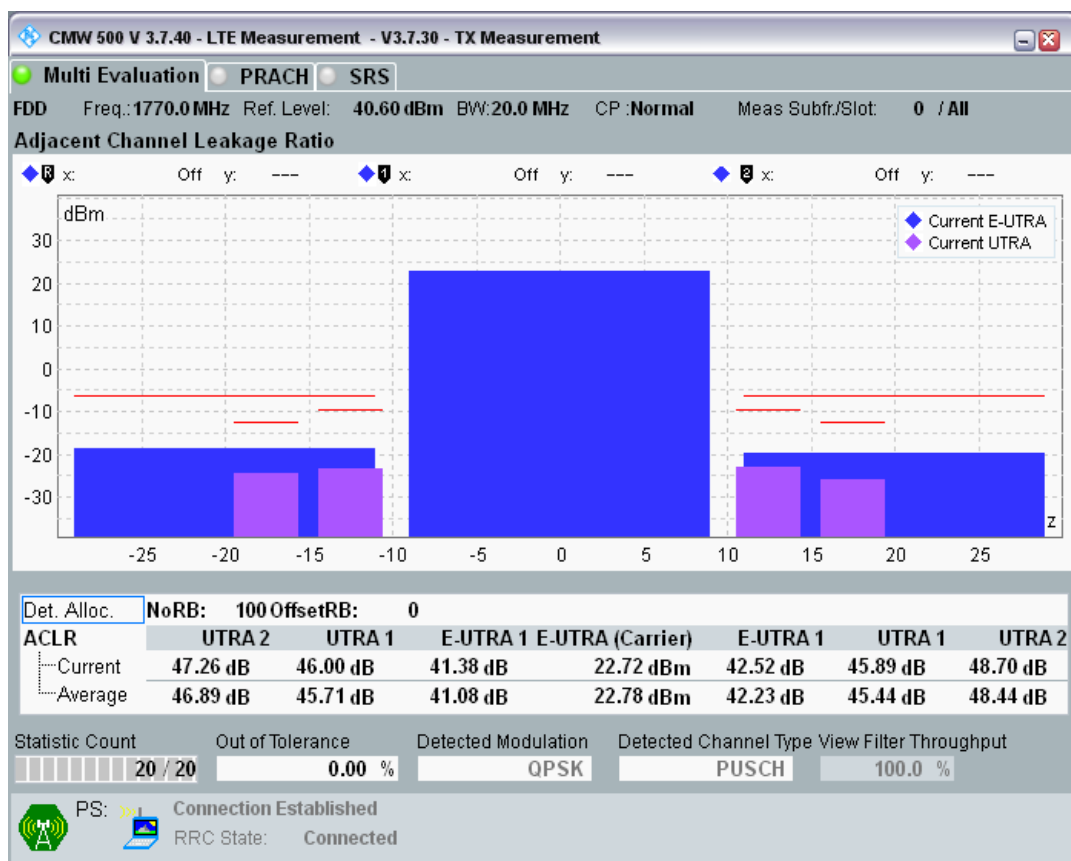 CMW 500 V 3.7.40 - LTE Measurement - V3.7.30 - TX Measurement
Multi Evaluation PRACH SRS
FDD Freq.: 1770.0 MHz Ref. Level: 40.60 dBm BW: 20.0 MHz CP : Normal Meas Subfr./Slot: 0 / All
Adjacent Channel Leakage Ratio
R x: Off y: --- 1 x: Off y: --- 2 x: Off y: ---
dBm
Current E-UTRA
Current UTRA
30
20
10
0
-10
-20
-30
z
-25 -20 -15 -10 -5 0 5 10 15 20 25
Det. Alloc. NoRB: 100 OffsetRB: 0
ACLR UTRA 2 UTRA 1 E-UTRA 1 E-UTRA (Carrier) E-UTRA 1 UTRA 1 UTRA 2
Current 47.26 dB 46.00 dB 41.38 dB 22.72 dBm 42.52 dB 45.89 dB 48.70 dB
Average 46.89 dB 45.71 dB 41.08 dB 22.78 dBm 42.23 dB 45.44 dB 48.44 dB
Statistic Count Out of Tolerance Detected Modulation Detected Channel Type View Filter Throughput
20 / 20 0.00 % QPSK PUSCH 100.0 %
PS: Connection Established
RRC State: Connected